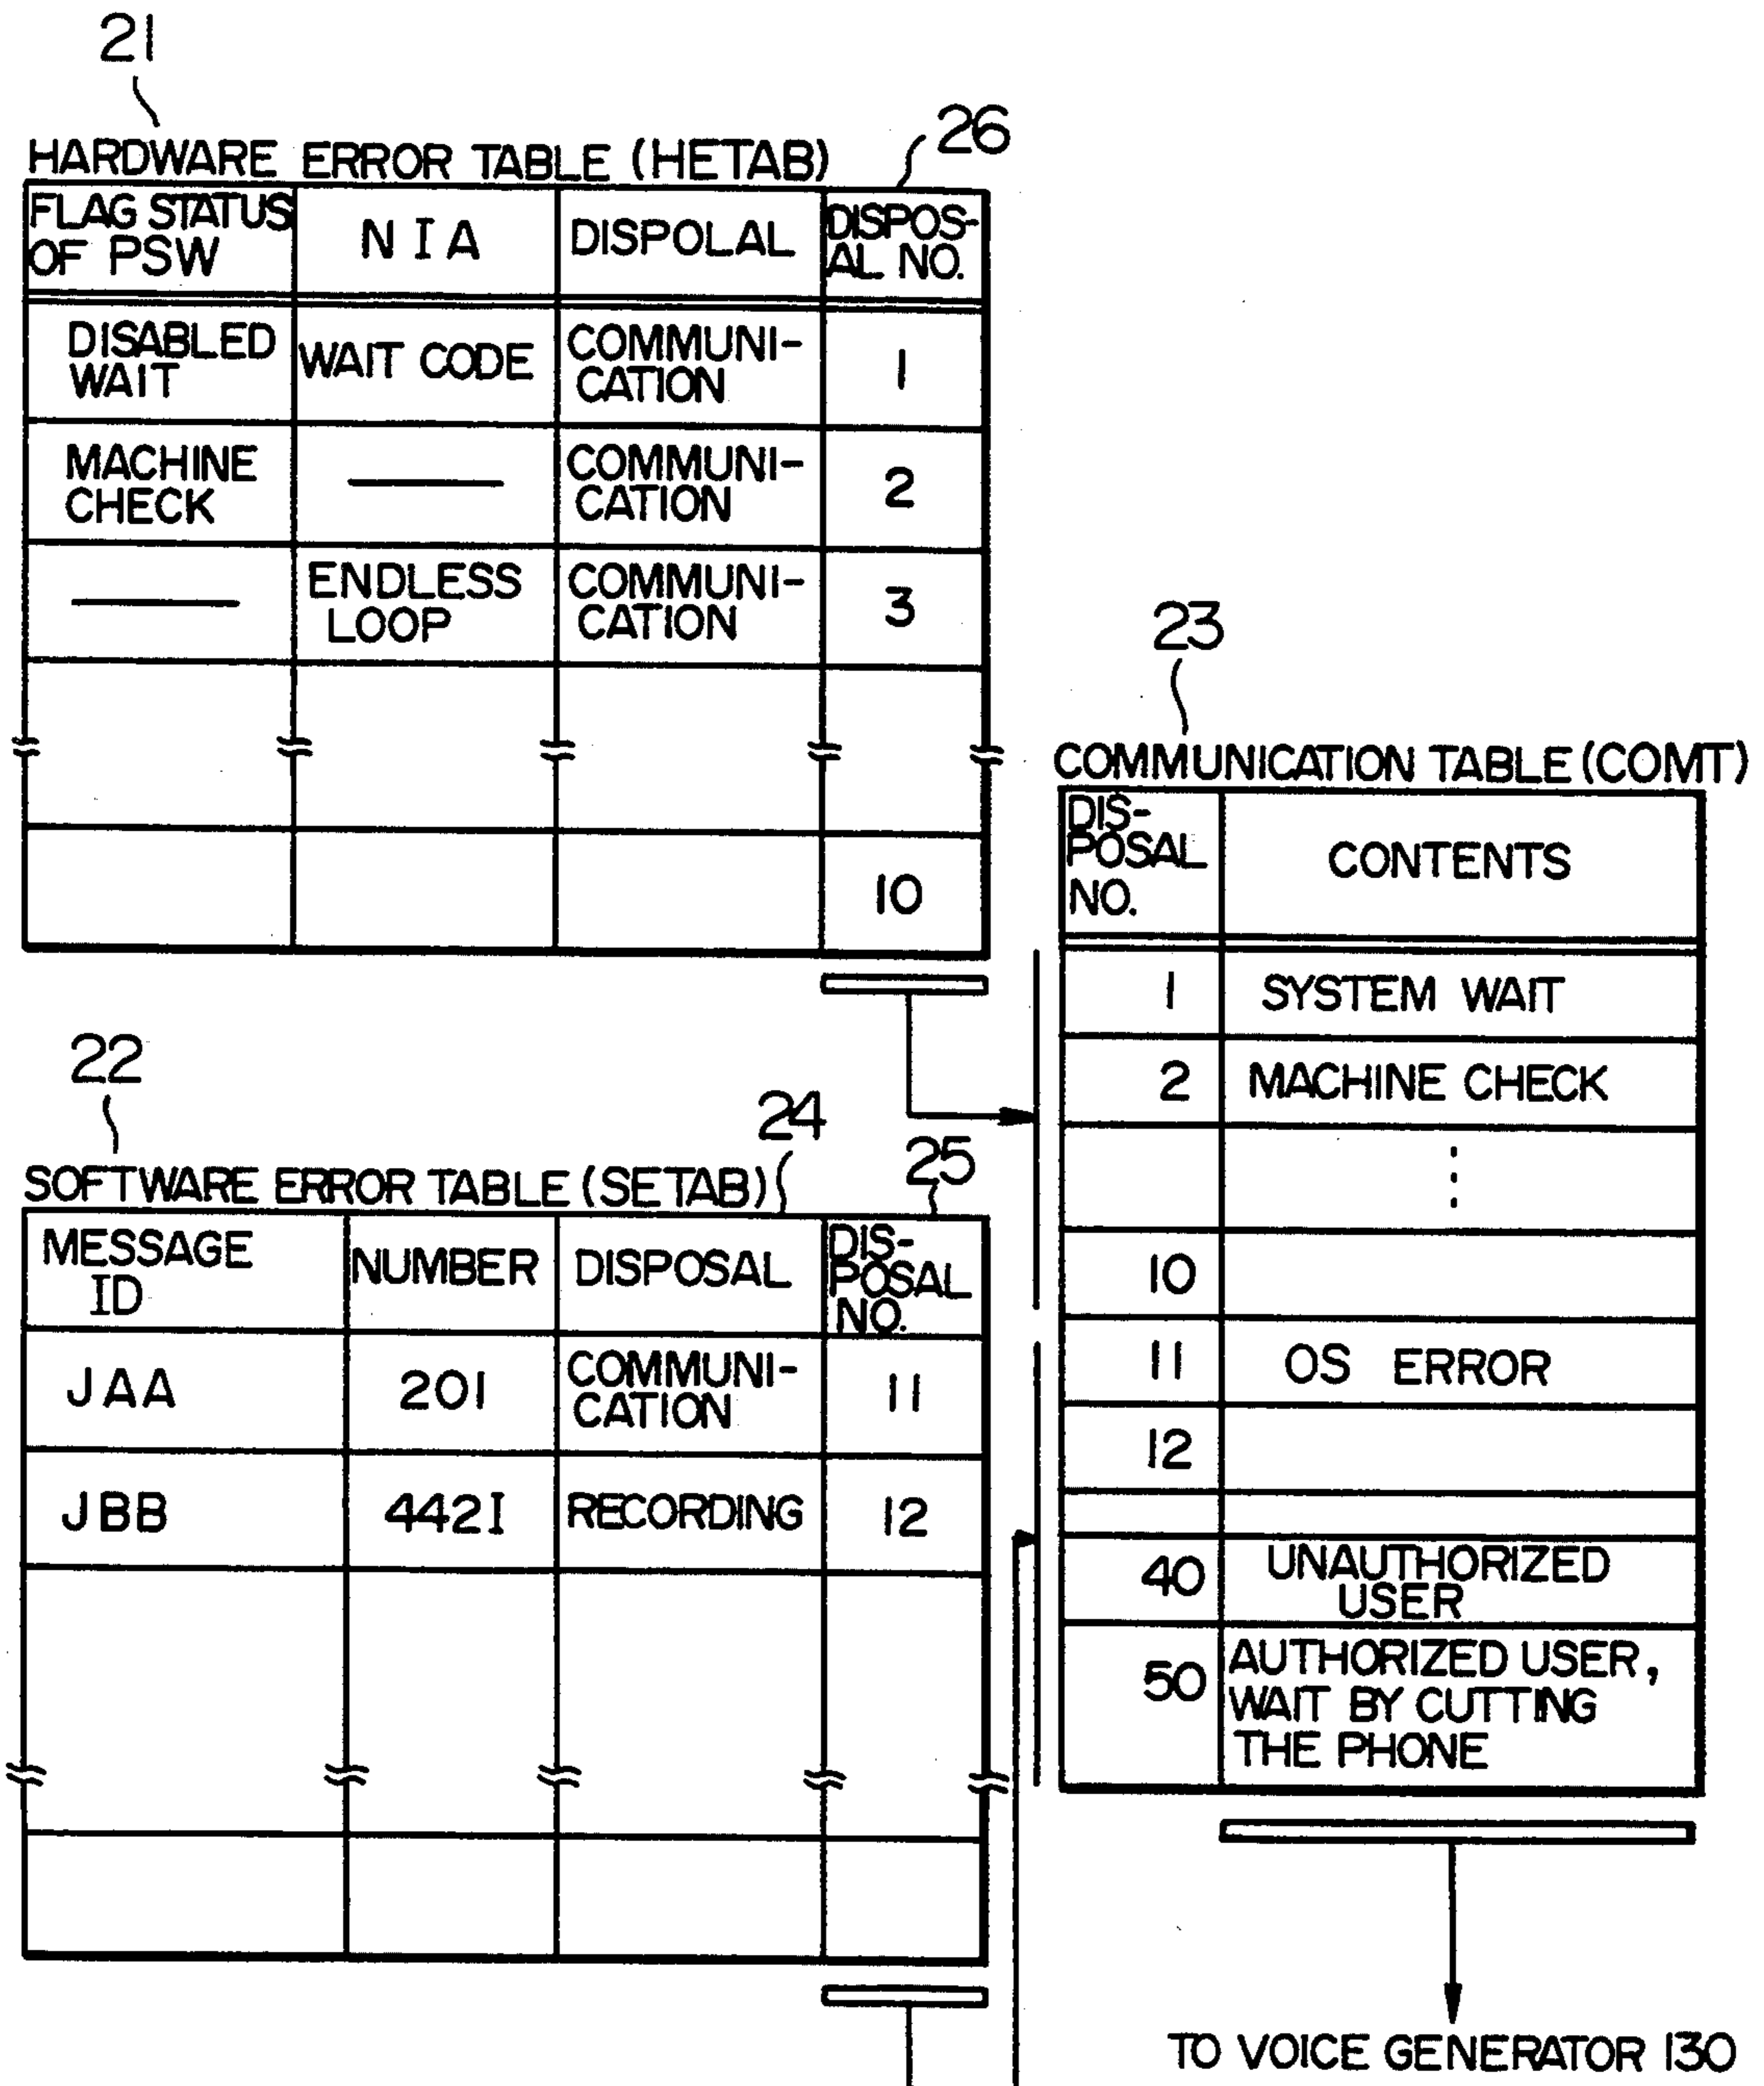 21
26
HARDWARE ERROR TABLE (HETAB)
FLAG STATUS OF PSW | NIA | DISPOLAL | DISPOS-AL NO.
DISABLED WAIT | WAIT CODE | COMMUNI-CATION | 1
MACHINE CHECK | — | COMMUNI-CATION | 2
— | ENDLESS LOOP | COMMUNI-CATION | 3
10
22
24
25
SOFTWARE ERROR TABLE (SETAB)
MESSAGE ID | NUMBER | DISPOSAL | DIS-POSAL NO.
JAA | 201 | COMMUNI-CATION | 11
JBB | 442I | RECORDING | 12
23
COMMUNICATION TABLE (COMT)
DIS-POSAL NO. | CONTENTS
1 | SYSTEM WAIT
2 | MACHINE CHECK
⋮
10
11 | OS ERROR
12
40 | UNAUTHORIZED USER
50 | AUTHORIZED USER, WAIT BY CUTTING THE PHONE
TO VOICE GENERATOR 130